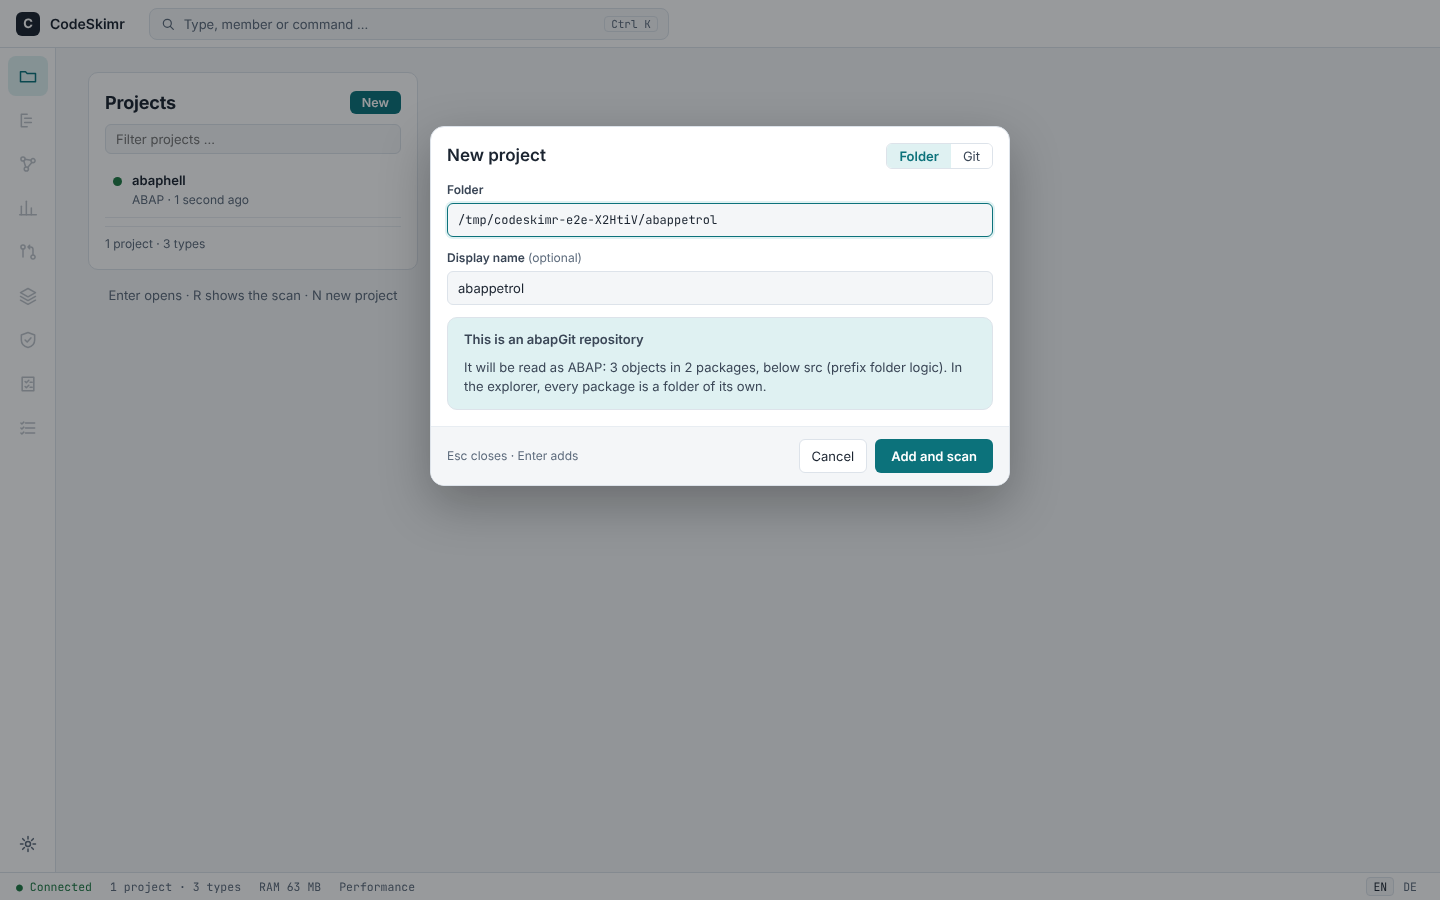 C CodeSkimr
Type, member or command ...
Ctrl K
Projects
New
Filter projects ...
abaphell
ABAP · 1 second ago
1 project · 3 types
Enter opens · R shows the scan · N new project
New project
Folder Git
Folder
/tmp/codeskimr-e2e-X2HtiV/abappetrol
Display name (optional)
abappetrol
This is an abapGit repository
It will be read as ABAP: 3 objects in 2 packages, below src (prefix folder logic). In
the explorer, every package is a folder of its own.
Esc closes · Enter adds
Cancel
Add and scan
Connected 1 project · 3 types RAM 63 MB Performance
EN DE